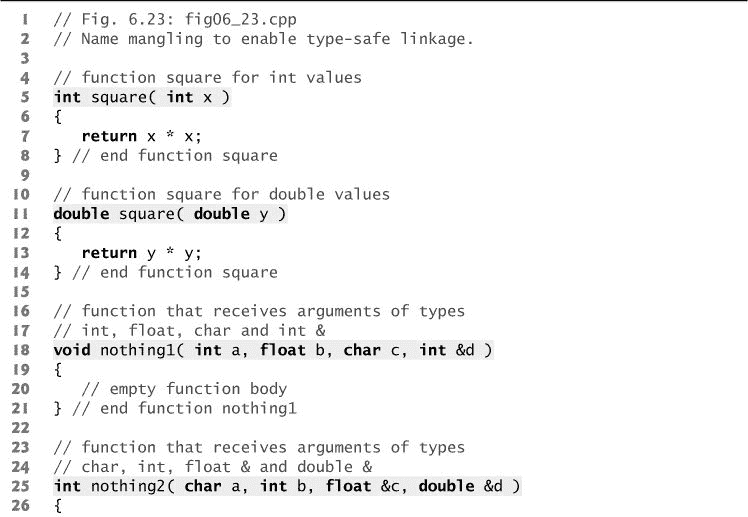 1 // Fig. 6.23: fig06_23.cpp
2 // Name mangling to enable type-safe linkage.
3
4 // function square for int values
5 int square( int x )
6 {
7    return x * x;
8 } // end function square
9
10 // function square for double values
11 double square( double y )
12 {
13    return y * y;
14 } // end function square
15
16 // function that receives arguments of types
17 // int, float, char and int &
18 void nothing1( int a, float b, char c, int &d )
19 {
20    // empty function body
21 } // end function nothing1
22
23 // function that receives arguments of types
24 // char, int, float & and double &
25 int nothing2( char a, int b, float &c, double &d )
26 {